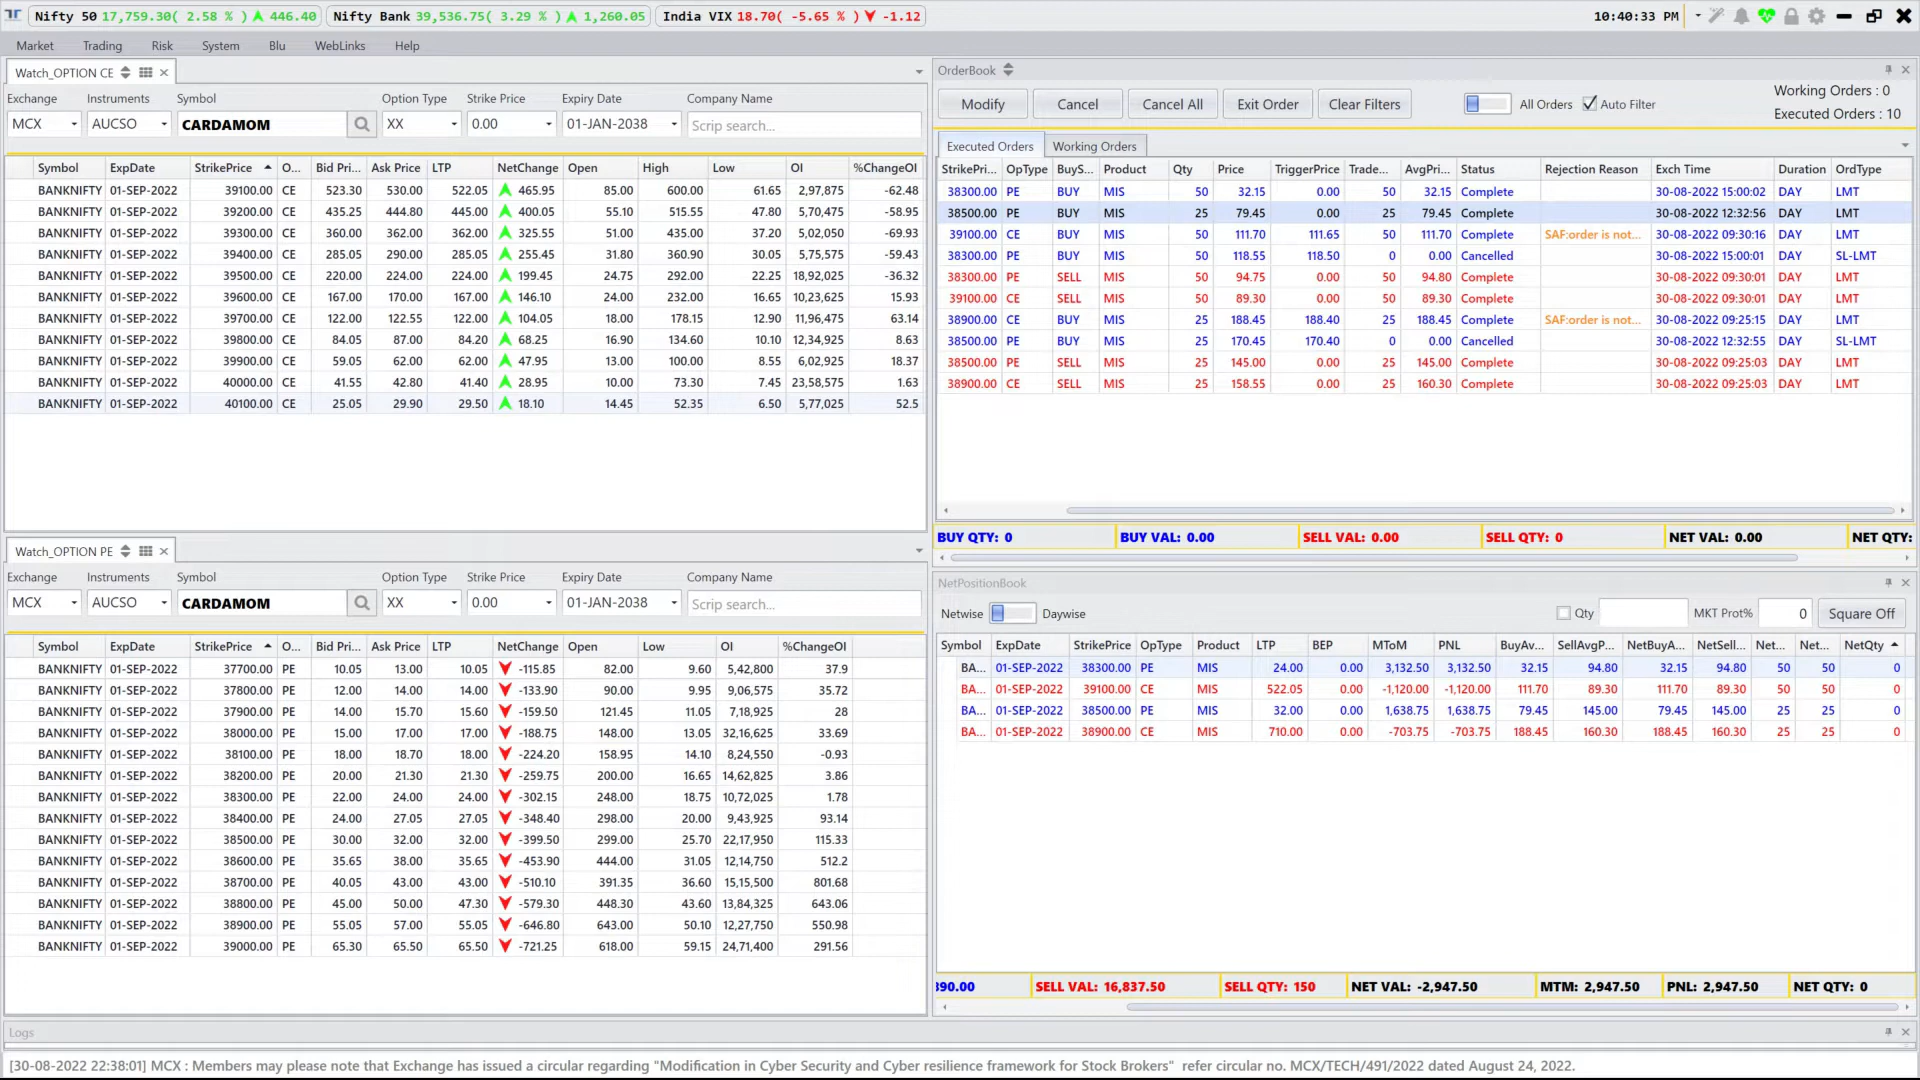 Nifty 50 17,759.30( 2.58 % ) 446.40 Nifty Bank 39,536.75( 3.29 % ) 1,260.05 India VIX 18.70( -5.65 % ) -1.12 10:40:33 PM
Market Trading Risk System Blu WebLinks Help
Watch_OPTION CE
Exchange Instruments Symbol Option Type Strike Price Expiry Date Company Name
MCX AUCSO CARDAMOM XX 0.00 01-JAN-2038 Scrip search...
Symbol ExpDate StrikePrice O... Bid Pri... Ask Price LTP NetChange Open High Low OI %ChangeOI
BANKNIFTY 01-SEP-2022 39100.00 CE 523.30 530.00 522.05 465.95 85.00 600.00 61.65 2,97,875 -62.48
BANKNIFTY 01-SEP-2022 39200.00 CE 435.25 444.80 445.00 400.05 55.10 515.55 47.80 5,70,475 -58.95
BANKNIFTY 01-SEP-2022 39300.00 CE 360.00 362.00 362.00 325.55 51.00 435.00 37.20 5,02,050 -69.93
BANKNIFTY 01-SEP-2022 39400.00 CE 285.05 290.00 285.05 255.45 31.80 360.90 30.05 5,75,575 -59.43
BANKNIFTY 01-SEP-2022 39500.00 CE 220.00 224.00 224.00 199.45 24.75 292.00 22.25 18,92,025 -36.32
BANKNIFTY 01-SEP-2022 39600.00 CE 167.00 170.00 167.00 146.10 24.00 232.00 16.65 10,23,625 15.93
BANKNIFTY 01-SEP-2022 39700.00 CE 122.00 122.55 122.00 104.05 18.00 178.15 12.90 11,96,475 63.14
BANKNIFTY 01-SEP-2022 39800.00 CE 84.05 87.00 84.20 68.25 16.90 134.60 10.10 12,34,925 8.63
BANKNIFTY 01-SEP-2022 39900.00 CE 59.05 62.00 62.00 47.95 13.00 100.00 8.55 6,02,925 18.37
BANKNIFTY 01-SEP-2022 40000.00 CE 41.55 42.80 41.40 28.95 10.00 73.30 7.45 23,58,575 1.63
BANKNIFTY 01-SEP-2022 40100.00 CE 25.05 29.90 29.50 18.10 14.45 52.35 6.50 5,77,025 52.5
Watch_OPTION PE
Exchange Instruments Symbol Option Type Strike Price Expiry Date Company Name
MCX AUCSO CARDAMOM XX 0.00 01-JAN-2038 Scrip search...
Symbol ExpDate StrikePrice O... Bid Pri... Ask Price LTP NetChange Open Low OI %ChangeOI
BANKNIFTY 01-SEP-2022 37700.00 PE 10.05 13.00 10.05 -115.85 82.00 9.60 5,42,800 37.9
BANKNIFTY 01-SEP-2022 37800.00 PE 12.00 14.00 14.00 -133.90 90.00 9.95 9,06,575 35.72
BANKNIFTY 01-SEP-2022 37900.00 PE 14.00 15.70 15.60 -159.50 121.45 11.05 7,18,925 28
BANKNIFTY 01-SEP-2022 38000.00 PE 15.00 17.00 17.00 -188.75 148.00 13.05 32,16,625 33.69
BANKNIFTY 01-SEP-2022 38100.00 PE 18.00 18.70 18.00 -224.20 158.95 14.10 8,24,550 -0.93
BANKNIFTY 01-SEP-2022 38200.00 PE 20.00 21.30 21.30 -259.75 200.00 16.65 14,62,825 3.86
BANKNIFTY 01-SEP-2022 38300.00 PE 22.00 24.00 24.00 -302.15 248.00 18.75 10,72,025 1.78
BANKNIFTY 01-SEP-2022 38400.00 PE 24.00 27.05 27.05 -348.40 298.00 20.00 9,43,925 93.14
BANKNIFTY 01-SEP-2022 38500.00 PE 30.00 32.00 32.00 -399.50 299.00 25.70 22,17,950 115.33
BANKNIFTY 01-SEP-2022 38600.00 PE 35.65 38.00 35.65 -453.90 444.00 31.05 12,14,750 512.2
BANKNIFTY 01-SEP-2022 38700.00 PE 40.05 43.00 43.00 -510.10 391.35 36.60 15,15,500 801.68
BANKNIFTY 01-SEP-2022 38800.00 PE 45.00 50.00 47.30 -579.30 448.30 43.60 13,84,325 643.06
BANKNIFTY 01-SEP-2022 38900.00 PE 55.05 57.00 55.05 -646.80 643.00 50.10 12,27,750 550.98
BANKNIFTY 01-SEP-2022 39000.00 PE 65.30 65.50 65.50 -721.25 618.00 59.15 24,71,400 291.56
OrderBook
Modify Cancel Cancel All Exit Order Clear Filters All Orders Auto Filter
Working Orders : 0
Executed Orders : 10
Executed Orders Working Orders
StrikePri... OpType BuyS... Product Qty Price TriggerPrice Trade... AvgPri... Status Rejection Reason Exch Time Duration OrdType
38300.00 PE BUY MIS 50 32.15 0.00 50 32.15 Complete 30-08-2022 15:00:02 DAY LMT
38500.00 PE BUY MIS 25 79.45 0.00 25 79.45 Complete 30-08-2022 12:32:56 DAY LMT
39100.00 CE BUY MIS 50 111.70 111.65 50 111.70 Complete SAF:order is not... 30-08-2022 09:30:16 DAY LMT
38300.00 PE BUY MIS 50 118.55 118.50 0 0.00 Cancelled 30-08-2022 15:00:01 DAY SL-LMT
38300.00 PE SELL MIS 50 94.75 0.00 50 94.80 Complete 30-08-2022 09:30:01 DAY LMT
39100.00 CE SELL MIS 50 89.30 0.00 50 89.30 Complete 30-08-2022 09:30:01 DAY LMT
38900.00 CE BUY MIS 25 188.45 188.40 25 188.45 Complete SAF:order is not... 30-08-2022 09:25:15 DAY LMT
38500.00 PE BUY MIS 25 170.45 170.40 0 0.00 Cancelled 30-08-2022 12:32:55 DAY SL-LMT
38500.00 PE SELL MIS 25 145.00 0.00 25 145.00 Complete 30-08-2022 09:25:03 DAY LMT
38900.00 CE SELL MIS 25 158.55 0.00 25 160.30 Complete 30-08-2022 09:25:03 DAY LMT
BUY QTY: 0 BUY VAL: 0.00 SELL VAL: 0.00 SELL QTY: 0 NET VAL: 0.00 NET QTY:
NetPositionBook
Netwise Daywise Qty MKT Prot% 0 Square Off
Symbol ExpDate StrikePrice OpType Product LTP BEP MToM PNL BuyAv... SellAvgP... NetBuyA... NetSell... Net... Net... NetQty
BA... 01-SEP-2022 38300.00 PE MIS 24.00 0.00 3,132.50 3,132.50 32.15 94.80 32.15 94.80 50 50 0
BA... 01-SEP-2022 39100.00 CE MIS 522.05 0.00 -1,120.00 -1,120.00 111.70 89.30 111.70 89.30 50 50 0
BA... 01-SEP-2022 38500.00 PE MIS 32.00 0.00 1,638.75 1,638.75 79.45 145.00 79.45 145.00 25 25 0
BA... 01-SEP-2022 38900.00 CE MIS 710.00 0.00 -703.75 -703.75 188.45 160.30 188.45 160.30 25 25 0
390.00 SELL VAL: 16,837.50 SELL QTY: 150 NET VAL: -2,947.50 MTM: 2,947.50 PNL: 2,947.50 NET QTY: 0
Logs
[30-08-2022 22:38:01] MCX : Members may please note that Exchange has issued a circular regarding "Modification in Cyber Security and Cyber resilience framework for Stock Brokers" refer circular no. MCX/TECH/491/2022 dated August 24, 2022.